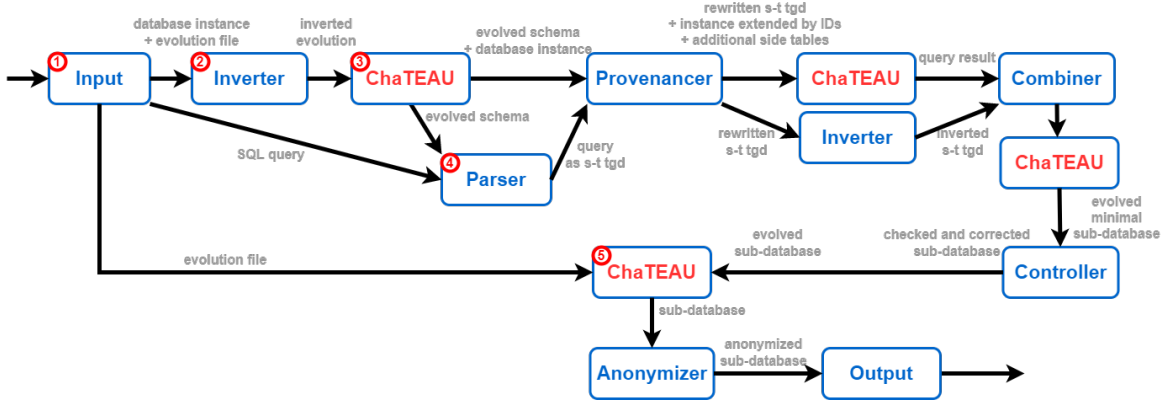 database instance
+ evolution file
inverted
evolution
evolved schema
+ database instance
rewritten s-t tgd
+ instance extended by IDs
+ additional side tables
query result
1
Input
2
Inverter
3
ChaTEAU
Provenancer
ChaTEAU
Combiner
evolved schema
rewritten
s-t tgd
Inverter
inverted
s-t tgd
SQL query
4
Parser
query
as s-t tgd
ChaTEAU
evolved
minimal
sub-database
evolution file
5
ChaTEAU
evolved
sub-database
checked and corrected
sub-database
Controller
sub-database
Anonymizer
anonymized
sub-database
Output